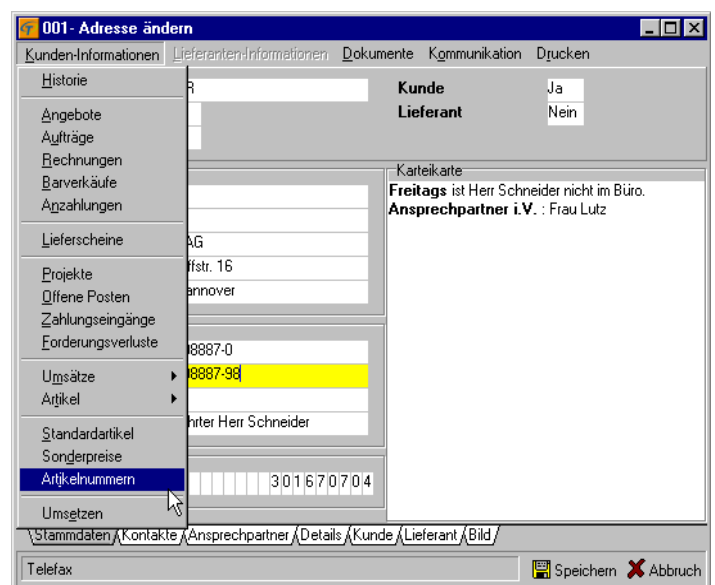 001- Adresse ändern
Kunden-Informationen Lieferanten-Informationen Dokumente Kommunikation Drucken
Historie
Angebote
Aufträge
Rechnungen
Barverkäufe
Anzahlungen
Lieferscheine
Projekte
Offene Posten
Zahlungseingänge
Forderungsverluste
Umsätze
Artikel
Standardartikel
Sonderpreise
Artikelnummern
Umsetzen
R
Kunde Ja
Lieferant Nein
AG
ffstr. 16
annover
8887-0
8887-98
hrter Herr Schneider
301670704
Karteikarte
Freitags ist Herr Schneider nicht im Büro.
Ansprechpartner i.V. : Frau Lutz
Stammdaten Kontakte Ansprechpartner Details Kunde Lieferant Bild
Telefax Speichern Abbruch